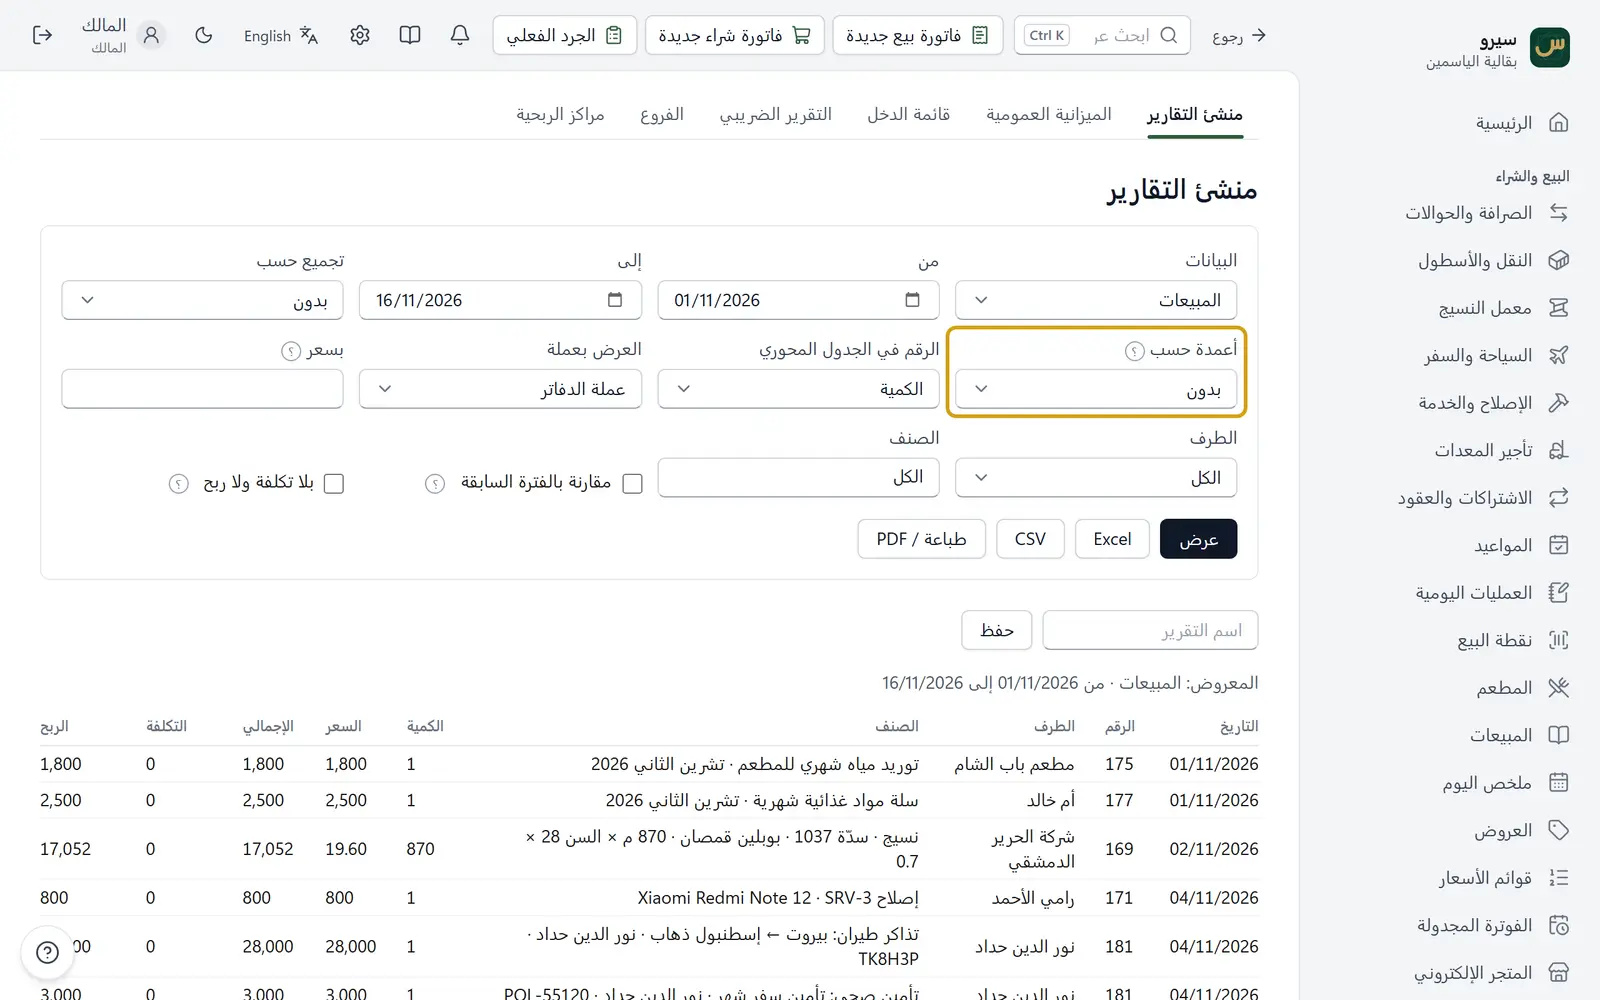 سيرو
بقالية الياسمين
الرئيسية
البيع والشراء
الصرافة والحوالات
النقل والأسطول
معمل النسيج
السياحة والسفر
الإصلاح والخدمة
تأجير المعدات
الاشتراكات والعقود
المواعيد
العمليات اليومية
نقطة البيع
المطعم
المبيعات
ملخص اليوم
العروض
قوائم الأسعار
الفوترة المجدولة
المتجر الإلكتروني
رجوع
ابحث عر Ctrl K
فاتورة بيع جديدة
فاتورة شراء جديدة
الجرد الفعلي
English
المالك
المالك
منشئ التقارير الميزانية العمومية قائمة الدخل التقرير الضريبي الفروع مراكز الربحية
منشئ التقارير
البيانات من إلى تجميع حسب
المبيعات 01/11/2026 16/11/2026 بدون
أعمدة حسب ؟ الرقم في الجدول المحوري العرض بعملة بسعر ؟
بدون الكمية عملة الدفاتر
الطرف الصنف
الكل الكل مقارنة بالفترة السابقة ؟ بلا تكلفة ولا ربح ؟
عرض Excel CSV طباعة / PDF
اسم التقرير حفظ
المعروض: المبيعات · من 01/11/2026 إلى 16/11/2026
التاريخ الرقم الطرف الصنف الكمية السعر الإجمالي التكلفة الربح
01/11/2026 175 مطعم باب الشام توريد مياه شهري للمطعم · تشرين الثاني 2026 1 1,800 1,800 0 1,800
01/11/2026 177 أم خالد سلة مواد غذائية شهرية · تشرين الثاني 2026 1 2,500 2,500 0 2,500
02/11/2026 169 شركة الحرير الدمشقي نسيج · سدّة 1037 · بوبلين قمصان · 870 م × السن 28 × 0.7 870 19.60 17,052 0 17,052
04/11/2026 171 رامي الأحمد إصلاح SRV-3 · Xiaomi Redmi Note 12 1 800 800 0 800
04/11/2026 181 نور الدين حداد تذاكر طيران: بيروت ← إسطنبول ذهاب · نور الدين حداد · TK8H3P 1 28,000 28,000 0
04/11/2026 181 نور الدين حداد تأمين صحي: تأمين سفر شهر · نور الدين حداد · POL-55120 1 3,000 3,000 0 3,000